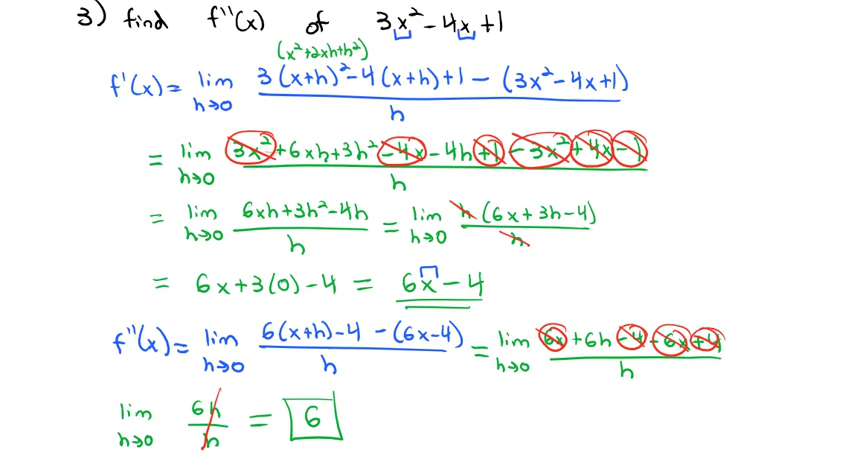 3) find f''(x) of 3x² - 4x + 1
(x²+2xh+h²)
f'(x) = lim h→0 3(x+h)² - 4(x+h) + 1 - (3x² - 4x + 1) / h
= lim h→0 3x² + 6xh + 3h² - 4x - 4h + 1 - 3x² + 4x - 1 / h
= lim h→0 6xh + 3h² - 4h / h = lim h→0 h(6x + 3h - 4) / h
= 6x + 3(0) - 4 = 6x - 4
f''(x) = lim h→0 6(x+h) - 4 - (6x - 4) / h = lim h→0 6x + 6h - 4 - 6x + 4 / h
lim h→0 6h / h = 6